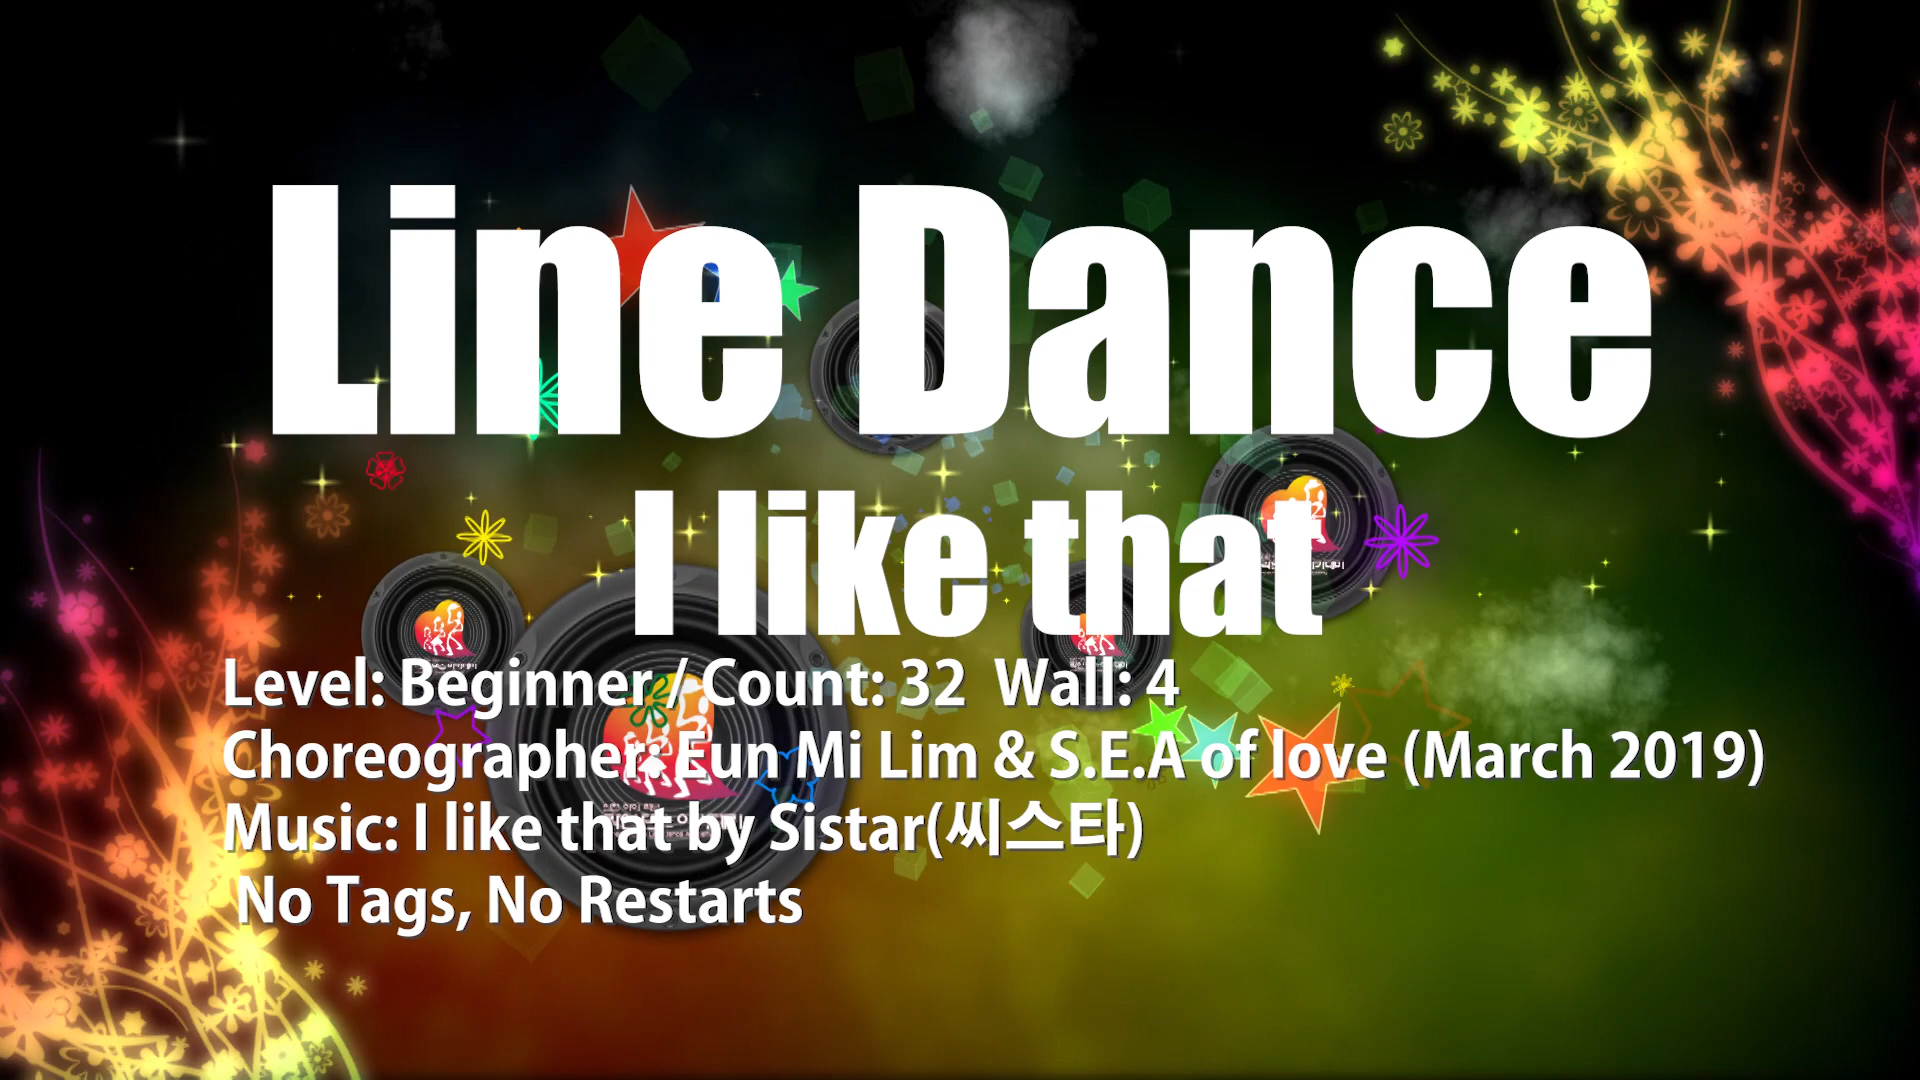 Line Dance
I like that
Level: Beginner / Count: 32  Wall: 4
Choreographer: Eun Mi Lim & S.E.A of love (March 2019)
Music: I like that by Sistar(씨스타)
No Tags, No Restarts